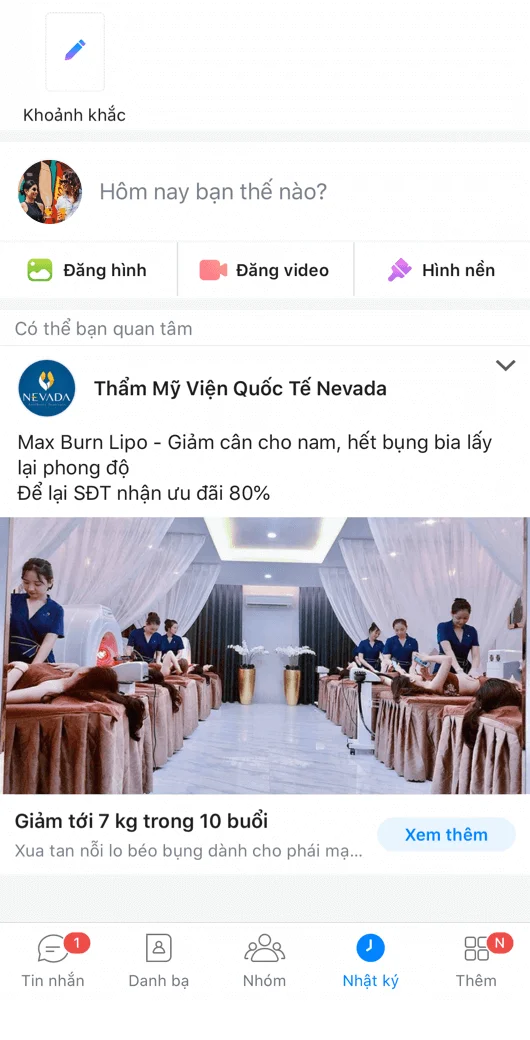 Khoảnh khắc
Hôm nay bạn thế nào?
Đăng hình
Đăng video
Hình nền
Có thể bạn quan tâm
NEVADA
Thẩm Mỹ Viện Quốc Tế Nevada
Max Burn Lipo - Giảm cân cho nam, hết bụng bia lấy
lại phong độ
Để lại SĐT nhận ưu đãi 80%
Giảm tới 7 kg trong 10 buổi
Xua tan nỗi lo béo bụng dành cho phái mạ...
Xem thêm
1
N
Tin nhắn
Danh bạ
Nhóm
Nhật ký
Thêm